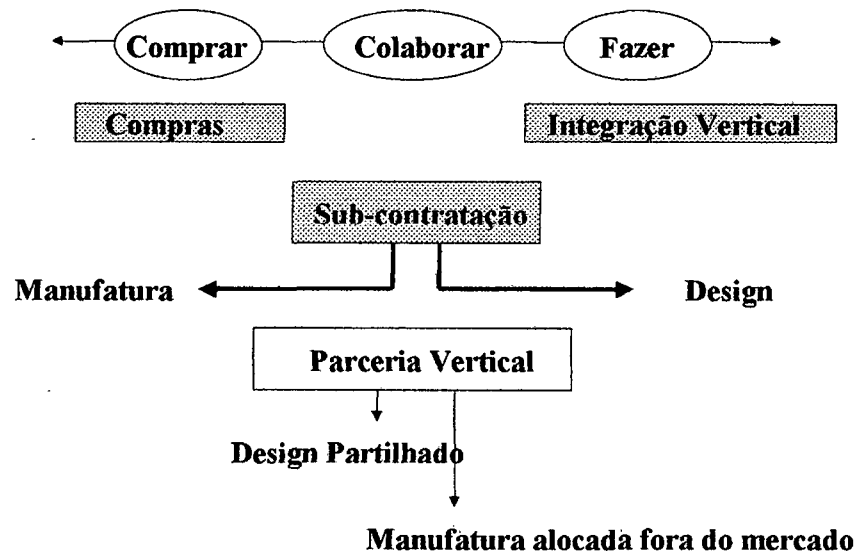 Comprar Colaborar Fazer
Compras Integração Vertical
Sub-contratação
Manufatura Design
Parceria Vertical
Design Partilhado
Manufatura alocada fora do mercado